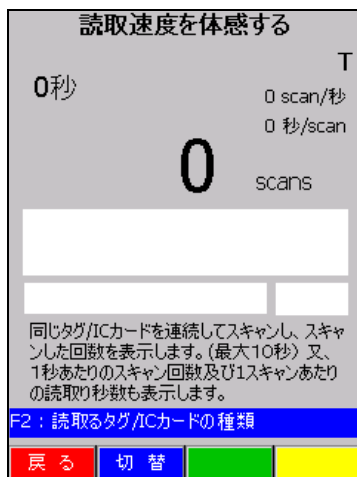 読取速度を体感する
T
0秒
0 scan/秒
0 秒/scan
0 scans
同じタグ/ICカードを連続してスキャンし、スキャ
ンした回数を表示します。(最大10秒) 又、
1秒あたりのスキャン回数及び1スキャンあたり
の読取り秒数も表示します。
F2：読取るタグ/ICカードの種類
戻 る 切 替